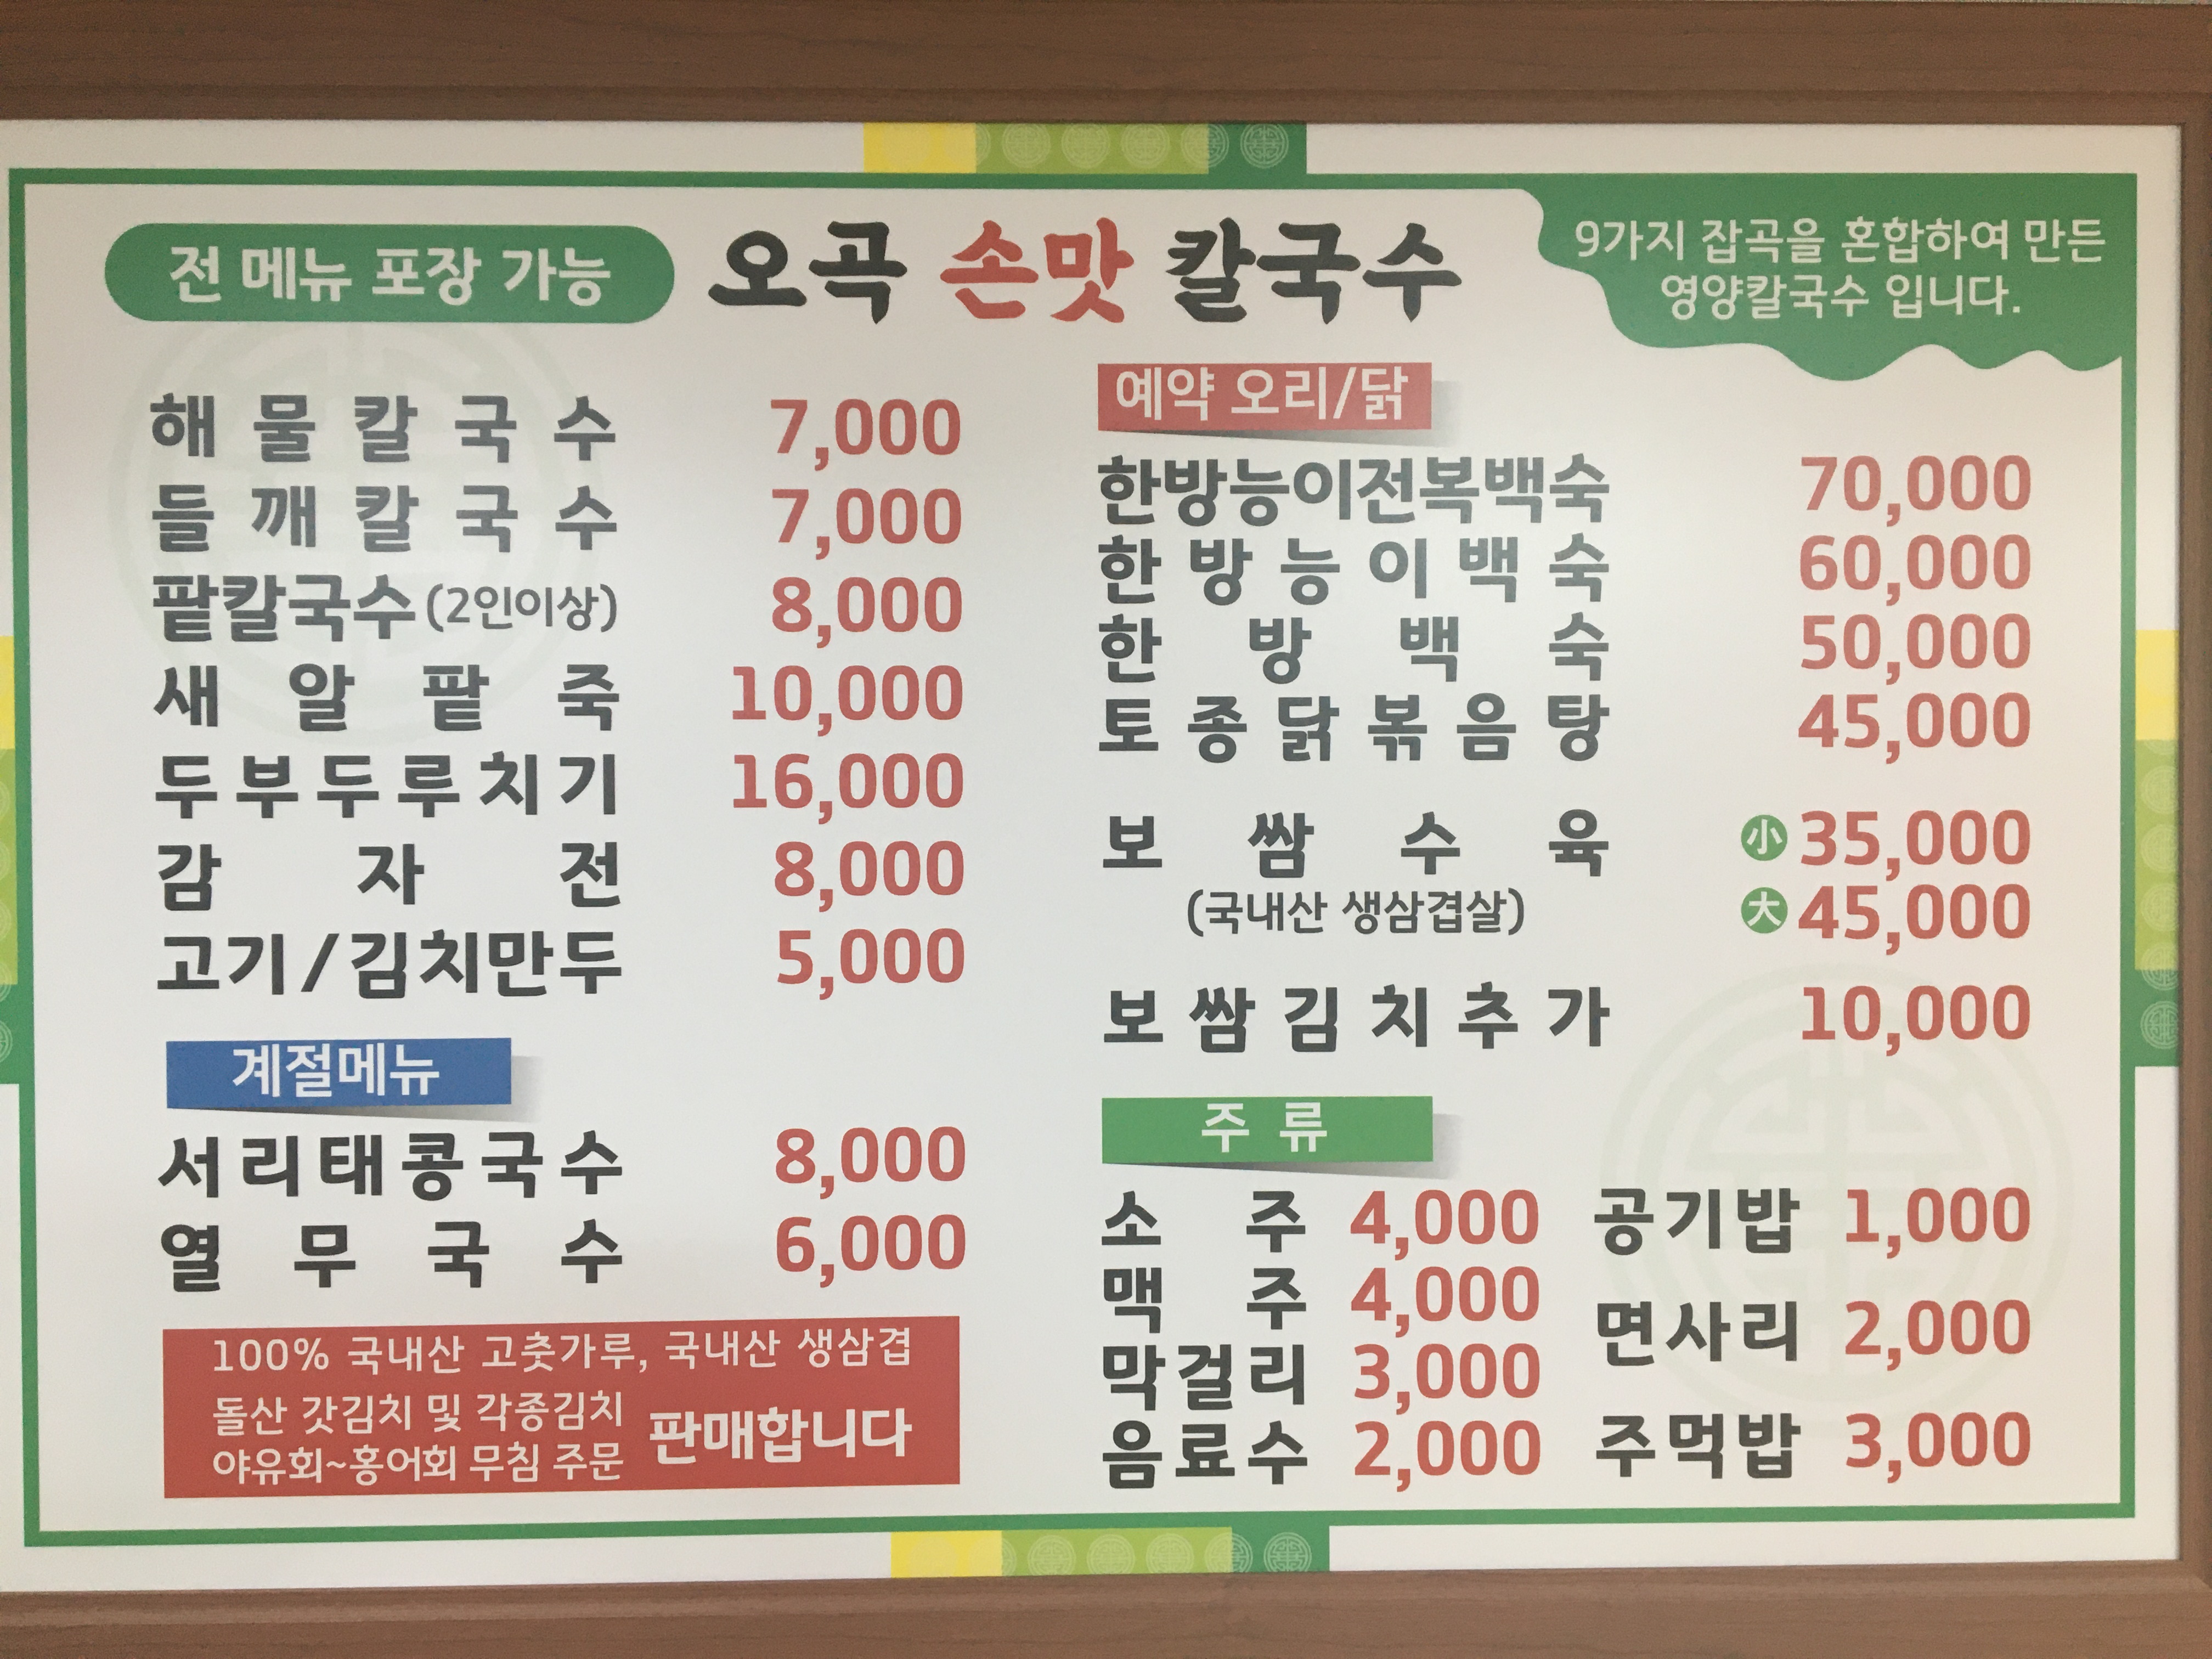 전 메뉴 포장 가능
오곡 손맛 칼국수
9가지 잡곡을 혼합하여 만든
영양칼국수 입니다.
해물칼국수 7,000
들깨칼국수 7,000
팥칼국수(2인이상) 8,000
새알팥죽 10,000
두부두루치기 16,000
감자전 8,000
고기/김치만두 5,000
계절메뉴
서리태콩국수 8,000
열무국수 6,000
100% 국내산 고춧가루, 국내산 생삼겹
돌산 갓김치 및 각종김치
야유회~홍어회 무침 주문
판매합니다
예약 오리/닭
한방능이전복백숙 70,000
한방능이백숙 60,000
한방백숙 50,000
토종닭볶음탕 45,000
보쌈수육 小 35,000
(국내산 생삼겹살) 大 45,000
보쌈김치추가 10,000
주류
소주 4,000
맥주 4,000
막걸리 3,000
음료수 2,000
공기밥 1,000
면사리 2,000
주먹밥 3,000